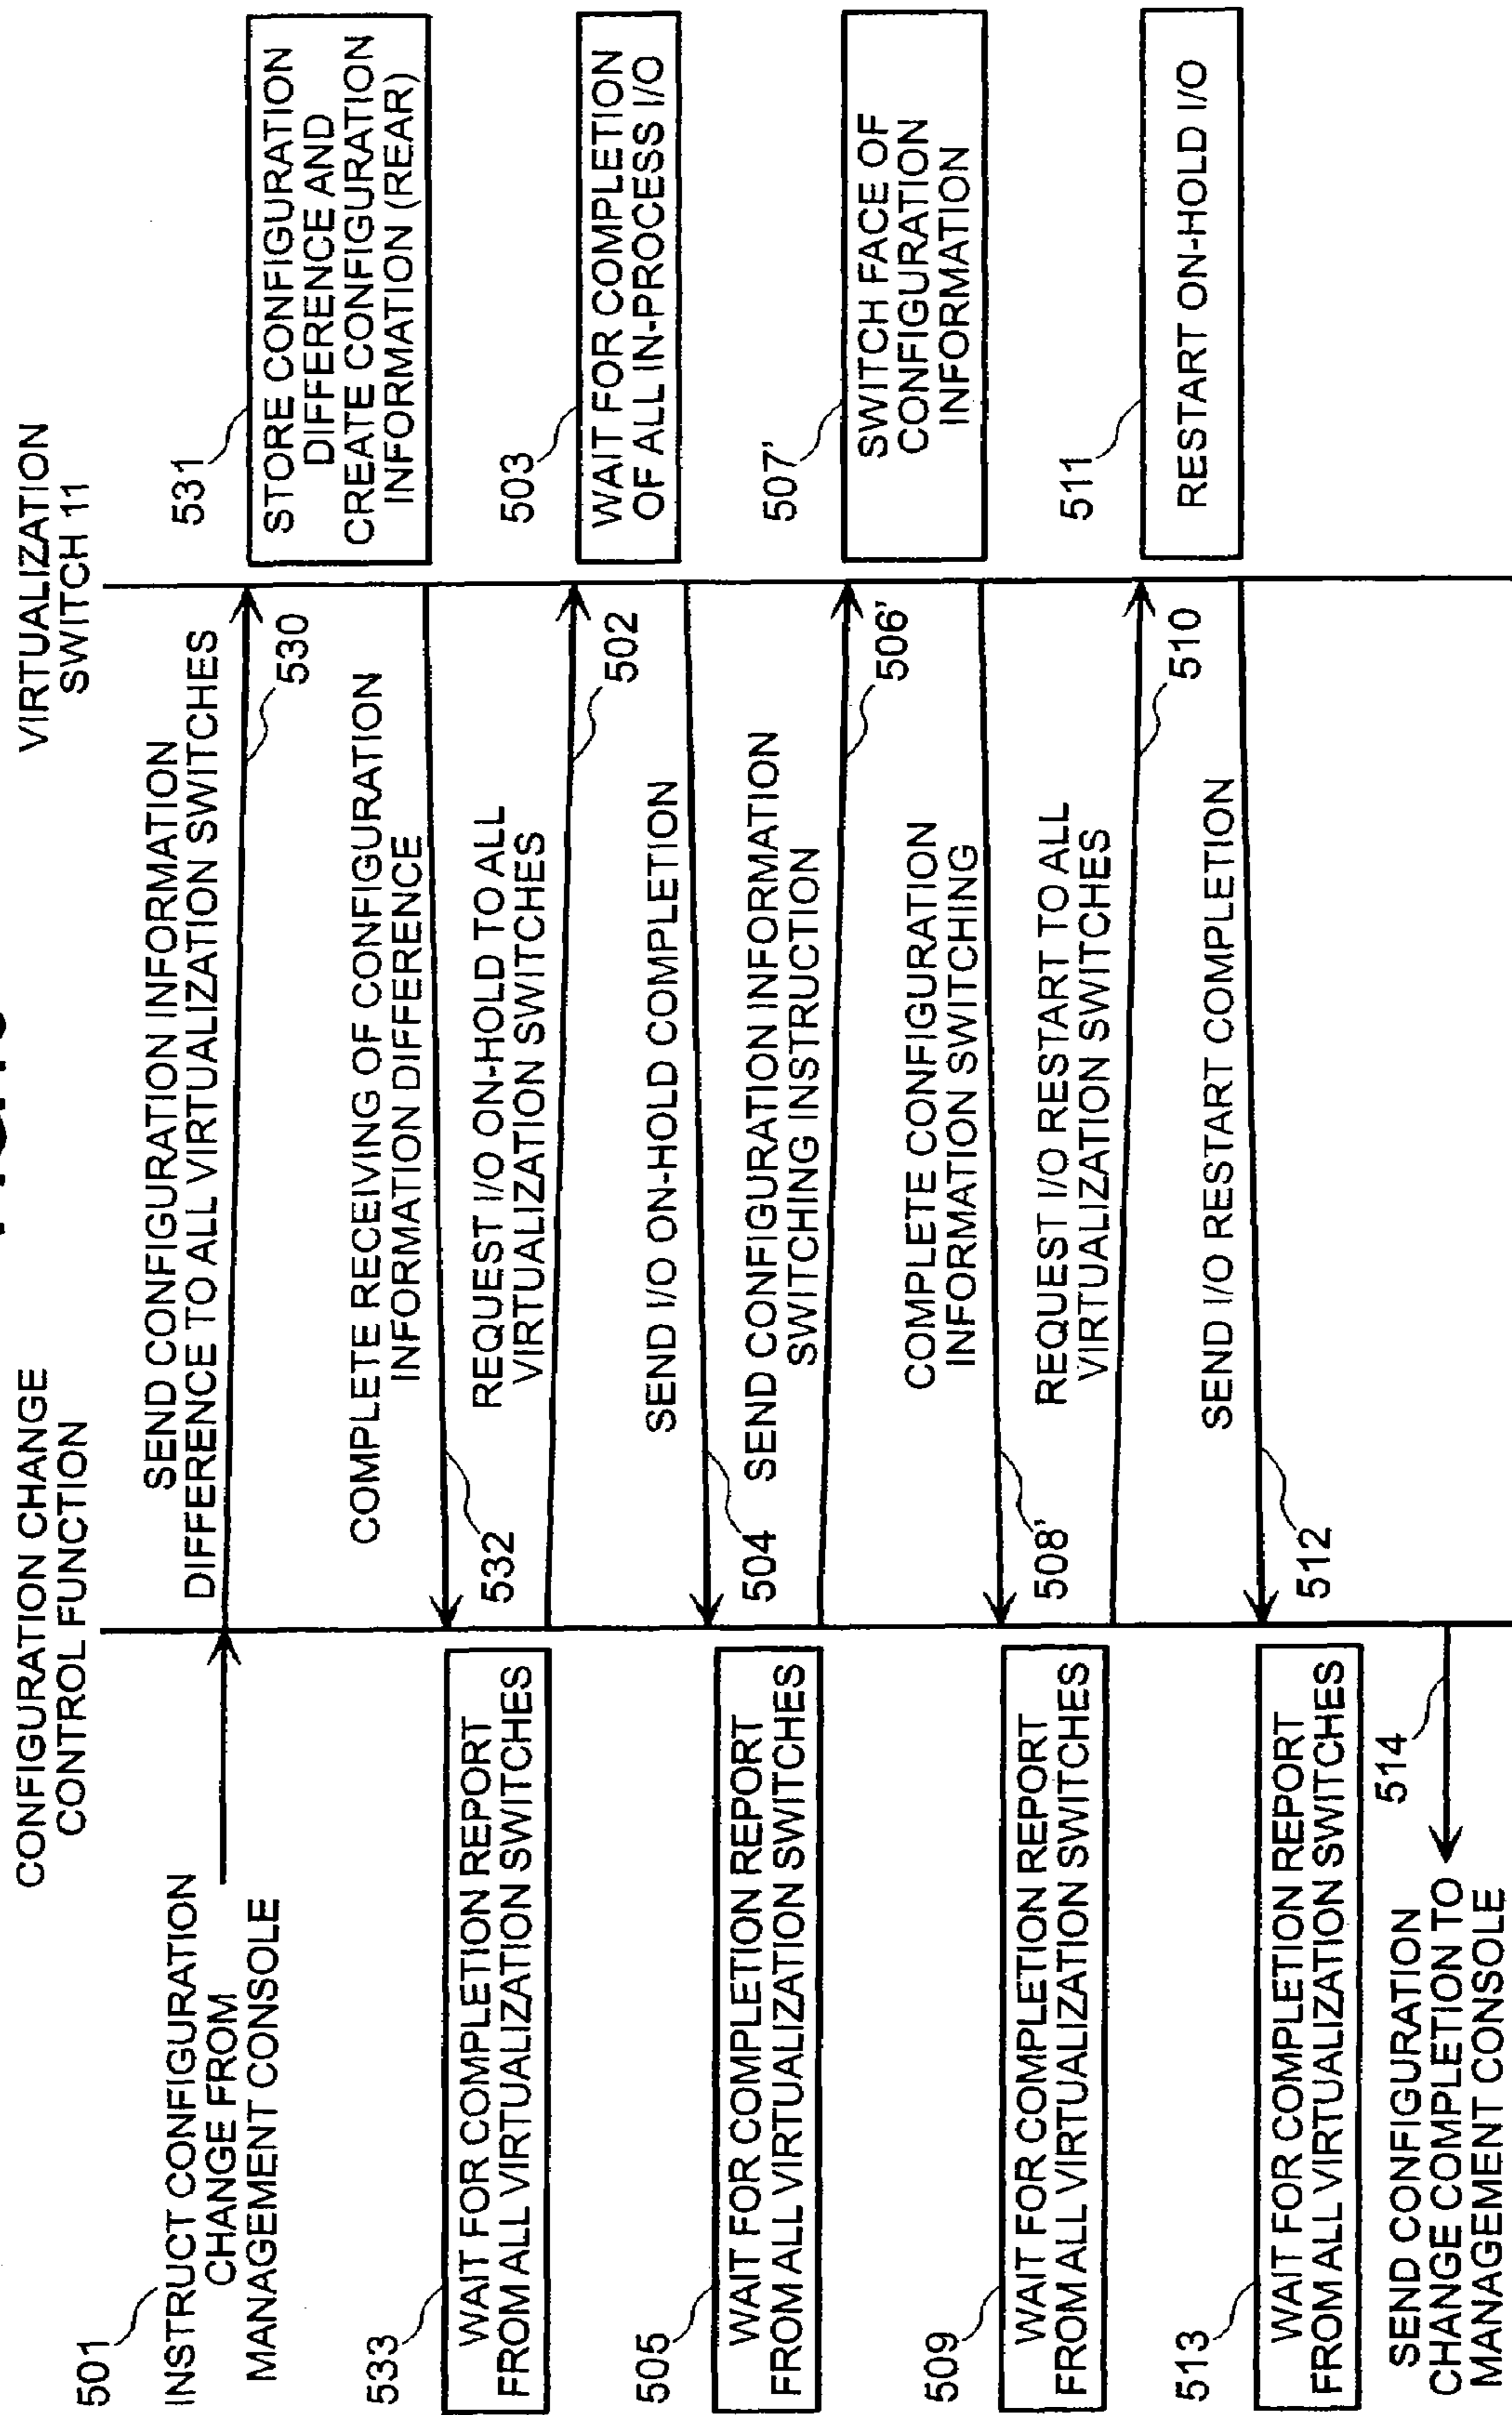 CONFIGURATION CHANGE
CONTROL FUNCTION
VIRTUALIZATION
SWITCH 11
501
INSTRUCT CONFIGURATION
CHANGE FROM
MANAGEMENT CONSOLE
SEND CONFIGURATION INFORMATION
DIFFERENCE TO ALL VIRTUALIZATION SWITCHES
530
531
STORE CONFIGURATION
DIFFERENCE AND
CREATE CONFIGURATION
INFORMATION (REAR)
COMPLETE RECEIVING OF CONFIGURATION
INFORMATION DIFFERENCE
532
533
WAIT FOR COMPLETION REPORT
FROM ALL VIRTUALIZATION SWITCHES
REQUEST I/O ON-HOLD TO ALL
VIRTUALIZATION SWITCHES
502
503
WAIT FOR COMPLETION
OF ALL IN-PROCESS I/O
SEND I/O ON-HOLD COMPLETION
504
505
WAIT FOR COMPLETION REPORT
FROM ALL VIRTUALIZATION SWITCHES
SEND CONFIGURATION INFORMATION
SWITCHING INSTRUCTION
506'
507'
SWITCH FACE OF
CONFIGURATION
INFORMATION
COMPLETE CONFIGURATION
INFORMATION SWITCHING
508'
509
WAIT FOR COMPLETION REPORT
FROM ALL VIRTUALIZATION SWITCHES
REQUEST I/O RESTART TO ALL
VIRTUALIZATION SWITCHES
510
511
RESTART ON-HOLD I/O
SEND I/O RESTART COMPLETION
512
513
WAIT FOR COMPLETION REPORT
FROM ALL VIRTUALIZATION SWITCHES
514
SEND CONFIGURATION
CHANGE COMPLETION TO
MANAGEMENT CONSOLE